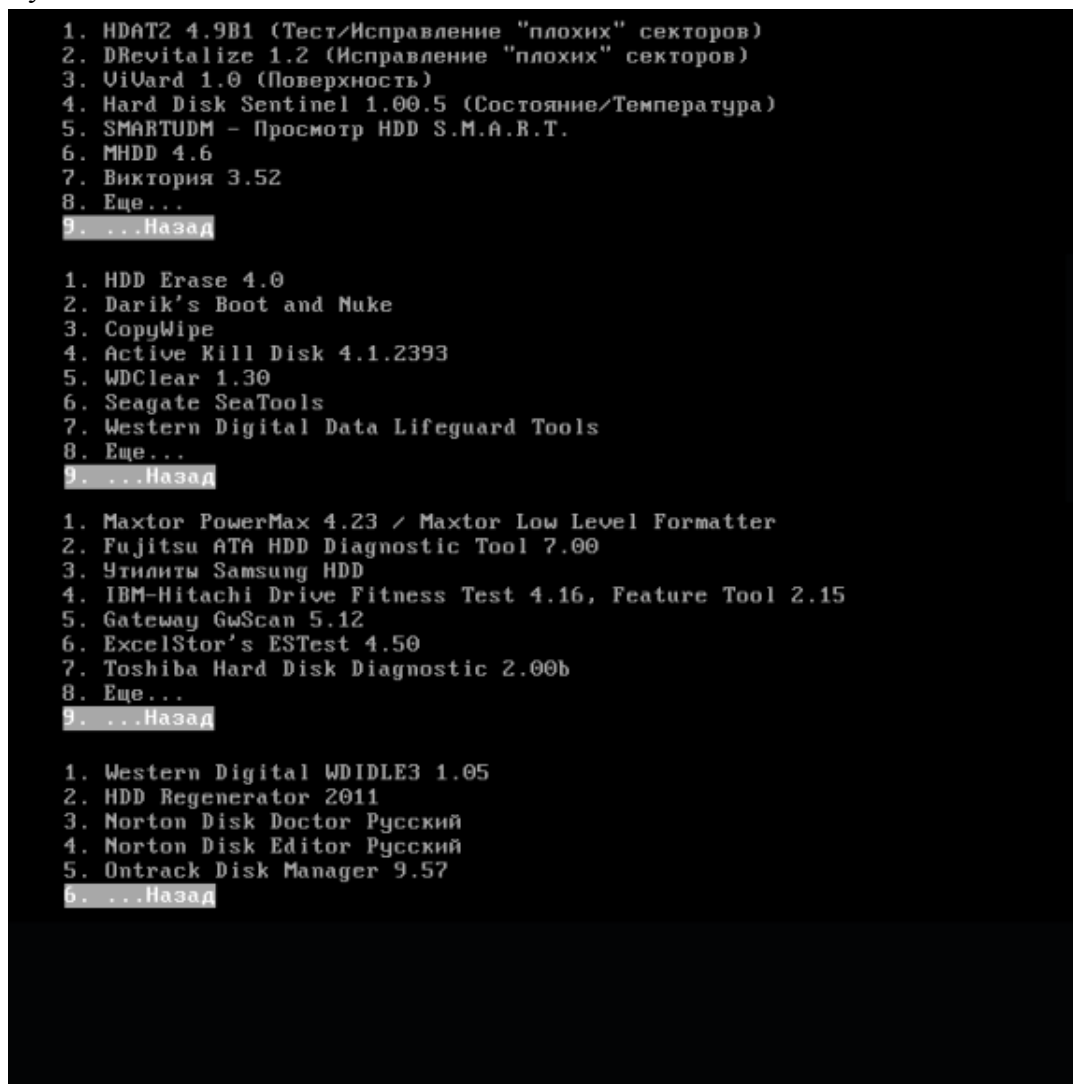 1. HDAT2 4.9B1 (Тест/Исправление "плохих" секторов)
2. DRevitalize 1.2 (Исправление "плохих" секторов)
3. ViVard 1.0 (Поверхность)
4. Hard Disk Sentinel 1.00.5 (Состояние/Температура)
5. SMARTUDM - Просмотр HDD S.M.A.R.T.
6. MHDD 4.6
7. Виктория 3.52
8. Еще...
9. ...Назад
1. HDD Erase 4.0
2. Darik's Boot and Nuke
3. CopyWipe
4. Active Kill Disk 4.1.2393
5. WDClear 1.30
6. Seagate SeaTools
7. Western Digital Data Lifeguard Tools
8. Еще...
9. ...Назад
1. Maxtor PowerMax 4.23 / Maxtor Low Level Formatter
2. Fujitsu ATA HDD Diagnostic Tool 7.00
3. Утилиты Samsung HDD
4. IBM-Hitachi Drive Fitness Test 4.16, Feature Tool 2.15
5. Gateway GwScan 5.12
6. ExcelStor's ESTest 4.50
7. Toshiba Hard Disk Diagnostic 2.00b
8. Еще...
9. ...Назад
1. Western Digital WDIDLE3 1.05
2. HDD Regenerator 2011
3. Norton Disk Doctor Русский
4. Norton Disk Editor Русский
5. Ontrack Disk Manager 9.57
6. ...Назад